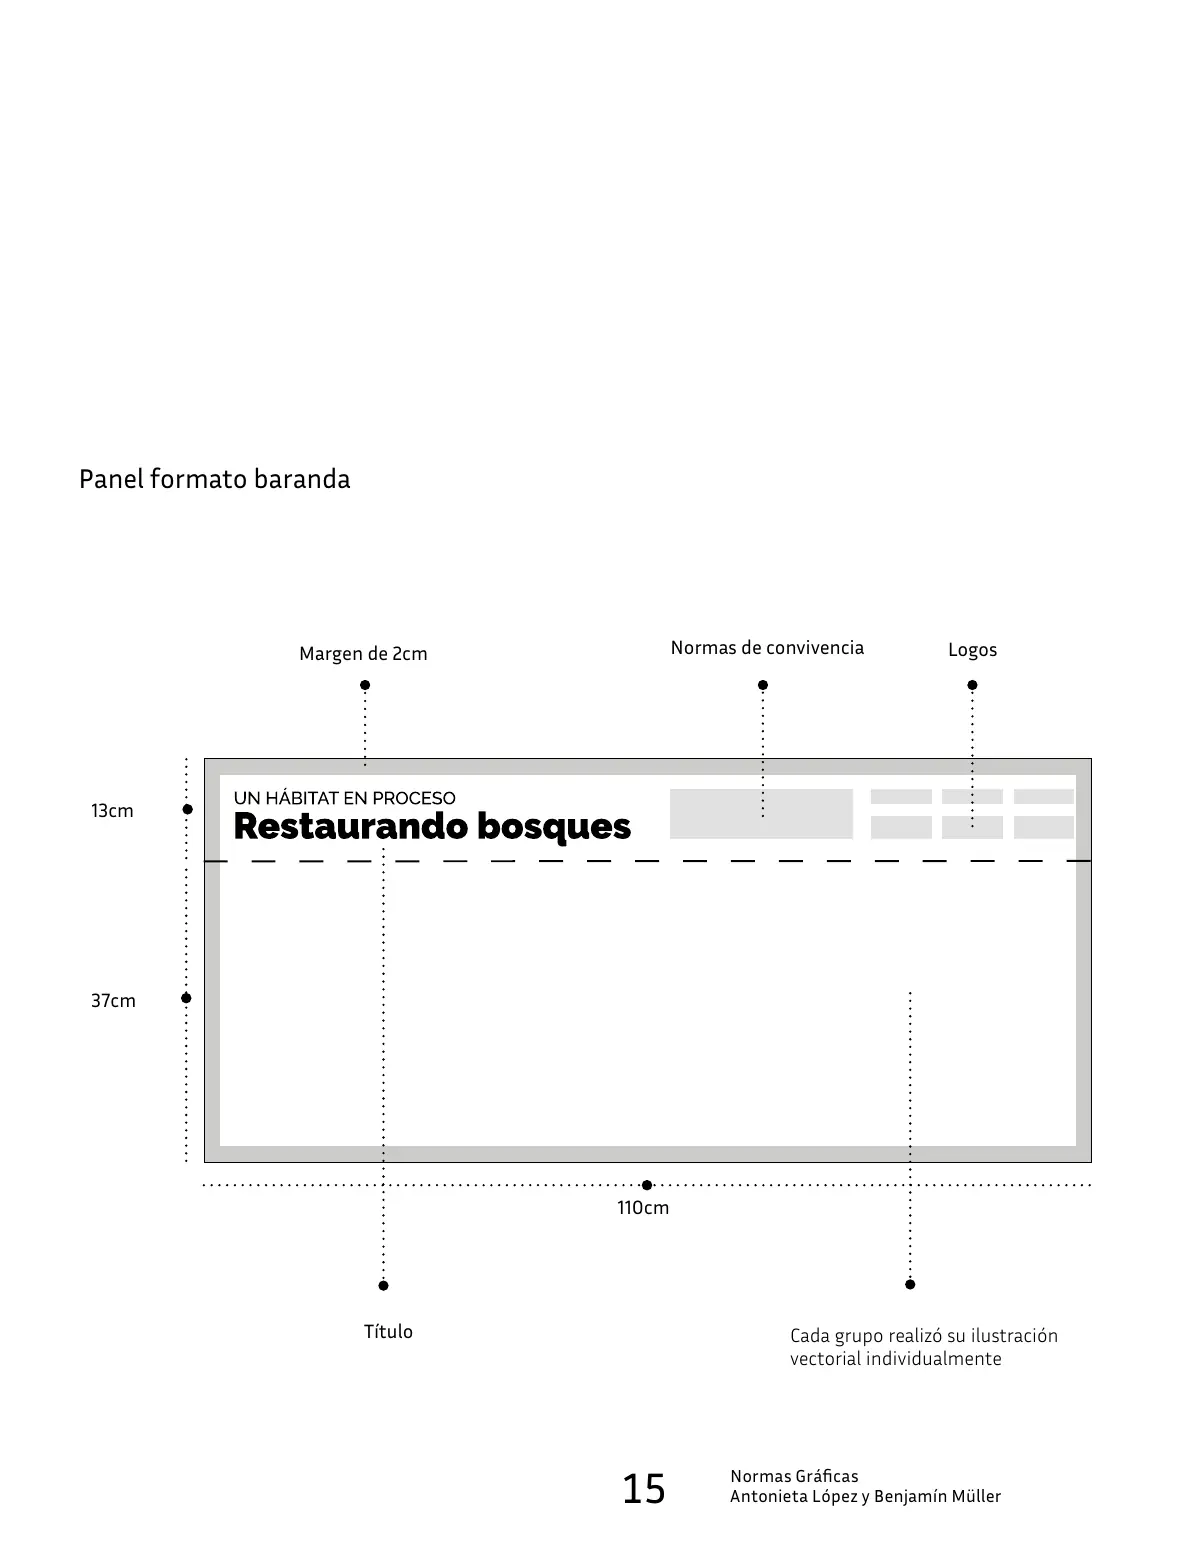 Panel formato baranda
Margen de 2cm
Normas de convivencia
Logos
13cm
UN HÁBITAT EN PROCESO
Restaurando bosques
37cm
110cm
Título
Cada grupo realizó su ilustración
vectorial individualmente
15
Normas Gráficas
Antonieta López y Benjamín Müller